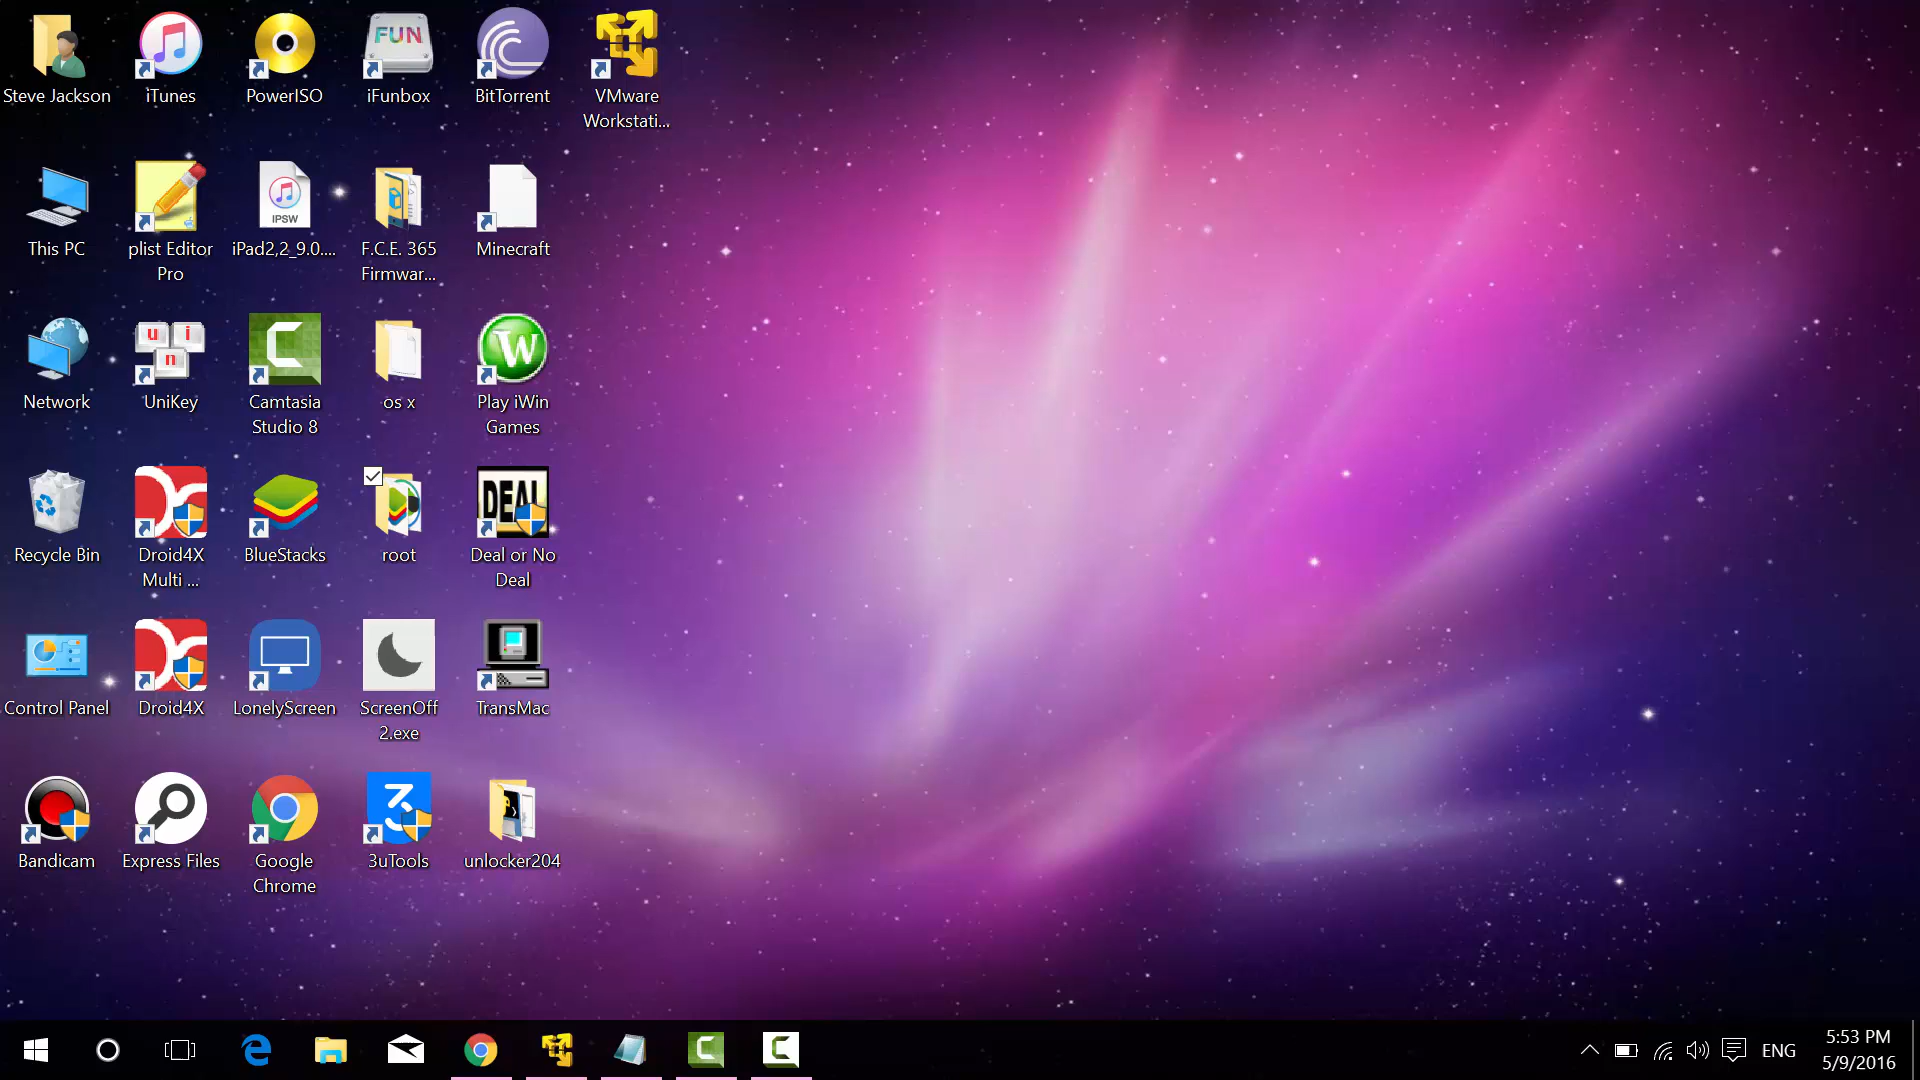 Steve Jackson
iTunes
PowerISO
FUN
iFunbox
BitTorrent
VMware
Workstati...
This PC
plist Editor
Pro
IPSW
iPad2,2_9.0....
F.C.E. 365
Firmwar...
Minecraft
Network
u i
n
UniKey
C
Camtasia
Studio 8
os x
W
Play iWin
Games
Recycle Bin
Droid4X
Multi ...
BlueStacks
root
DEAL
Deal or No
Deal
Control Panel
Droid4X
LonelyScreen
ScreenOff
2.exe
TransMac
Bandicam
Express Files
Google
Chrome
3uTools
unlocker204
ENG
5:53 PM
5/9/2016